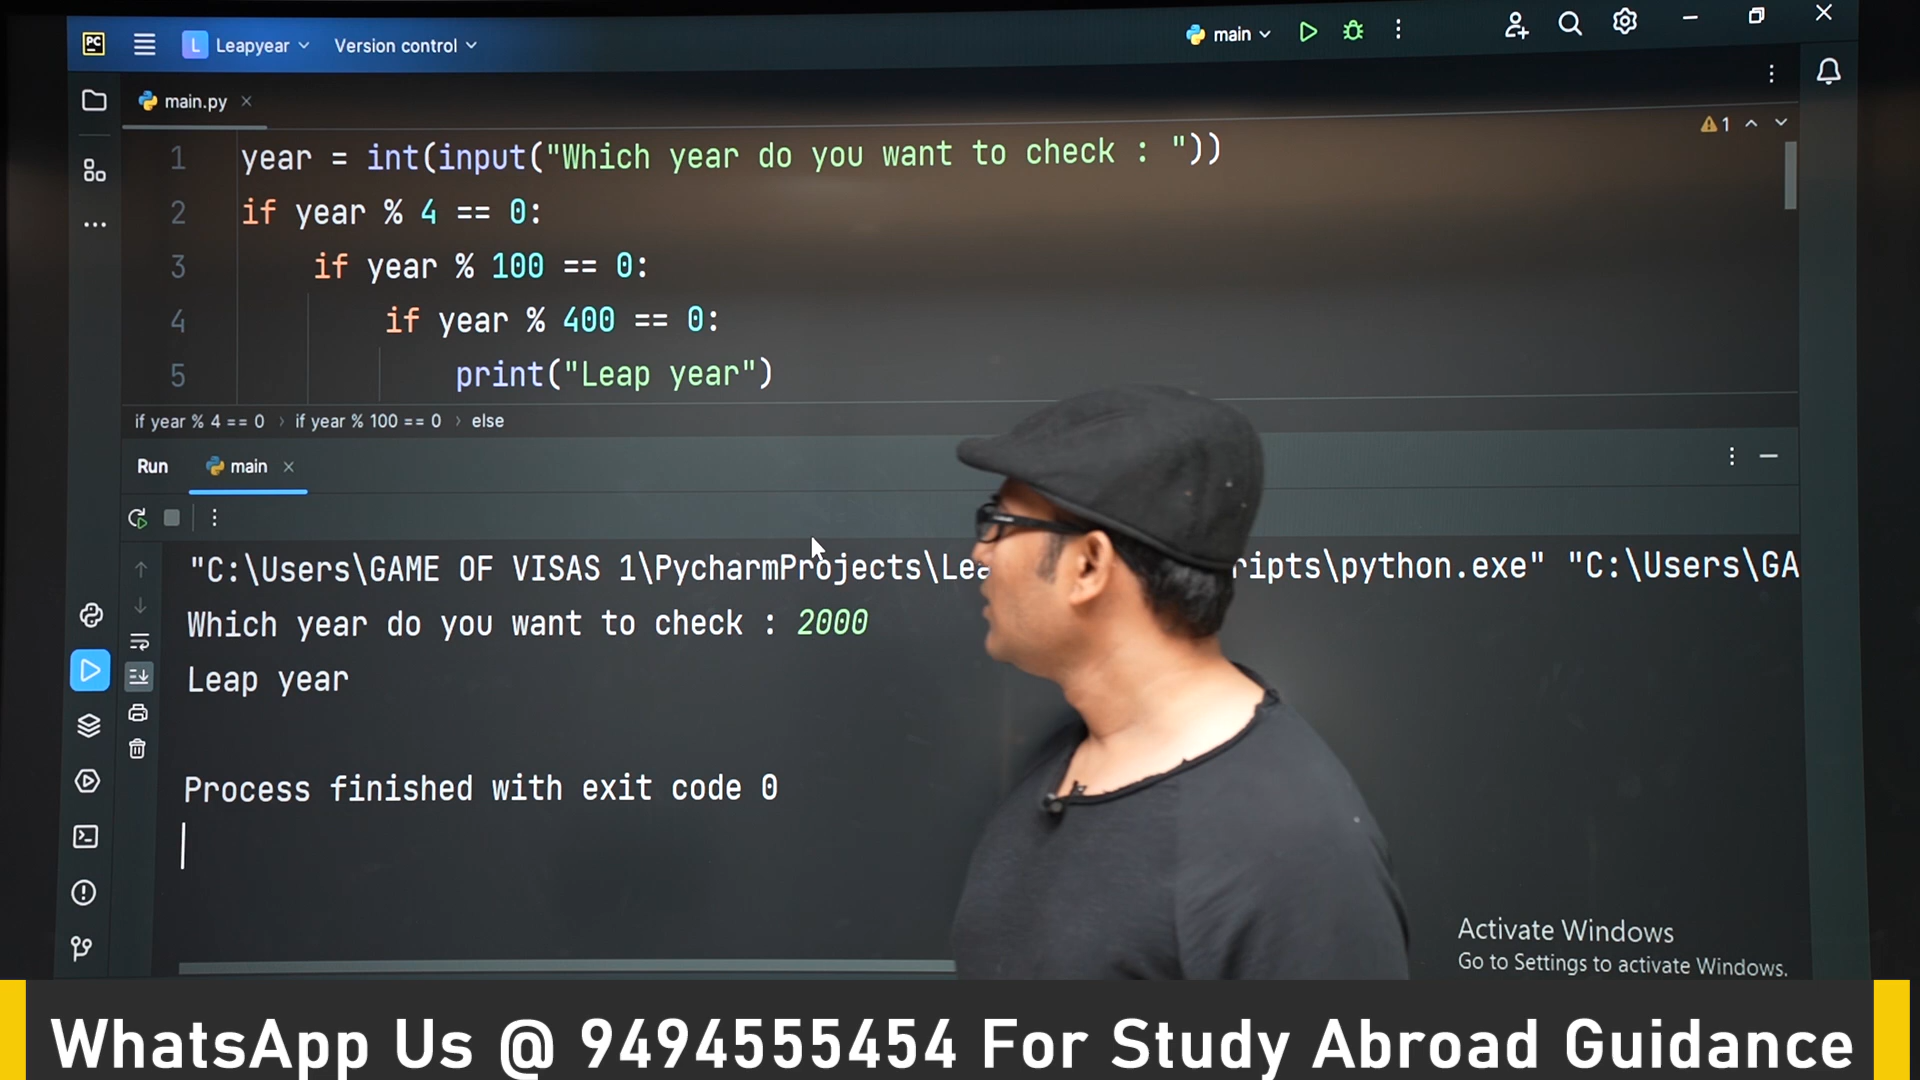 PC L Leapyear Version control main
main.py
1
1 year = int(input("Which year do you want to check : "))
2 if year % 4 == 0:
3 if year % 100 == 0:
4 if year % 400 == 0:
5 print("Leap year")
if year % 4 == 0 > if year % 100 == 0 > else
Run main
"C:\Users\GAME OF VISAS 1\PycharmProjects\Lea ripts\python.exe" "C:\Users\GA
Which year do you want to check : 2000
Leap year
Process finished with exit code 0
Activate Windows
Go to Settings to activate Windows.
WhatsApp Us @ 9494555454 For Study Abroad Guidance